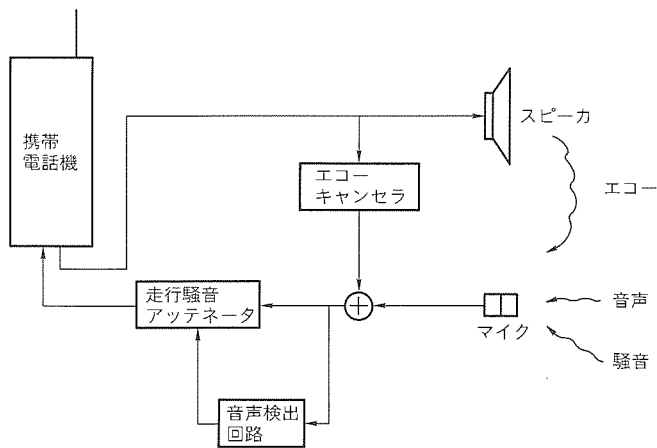 携帯
電話機
スピーカ
エコー
キャンセラ
エコー
走行騒音
アッテネータ
マイク
音声
騒音
音声検出
回路